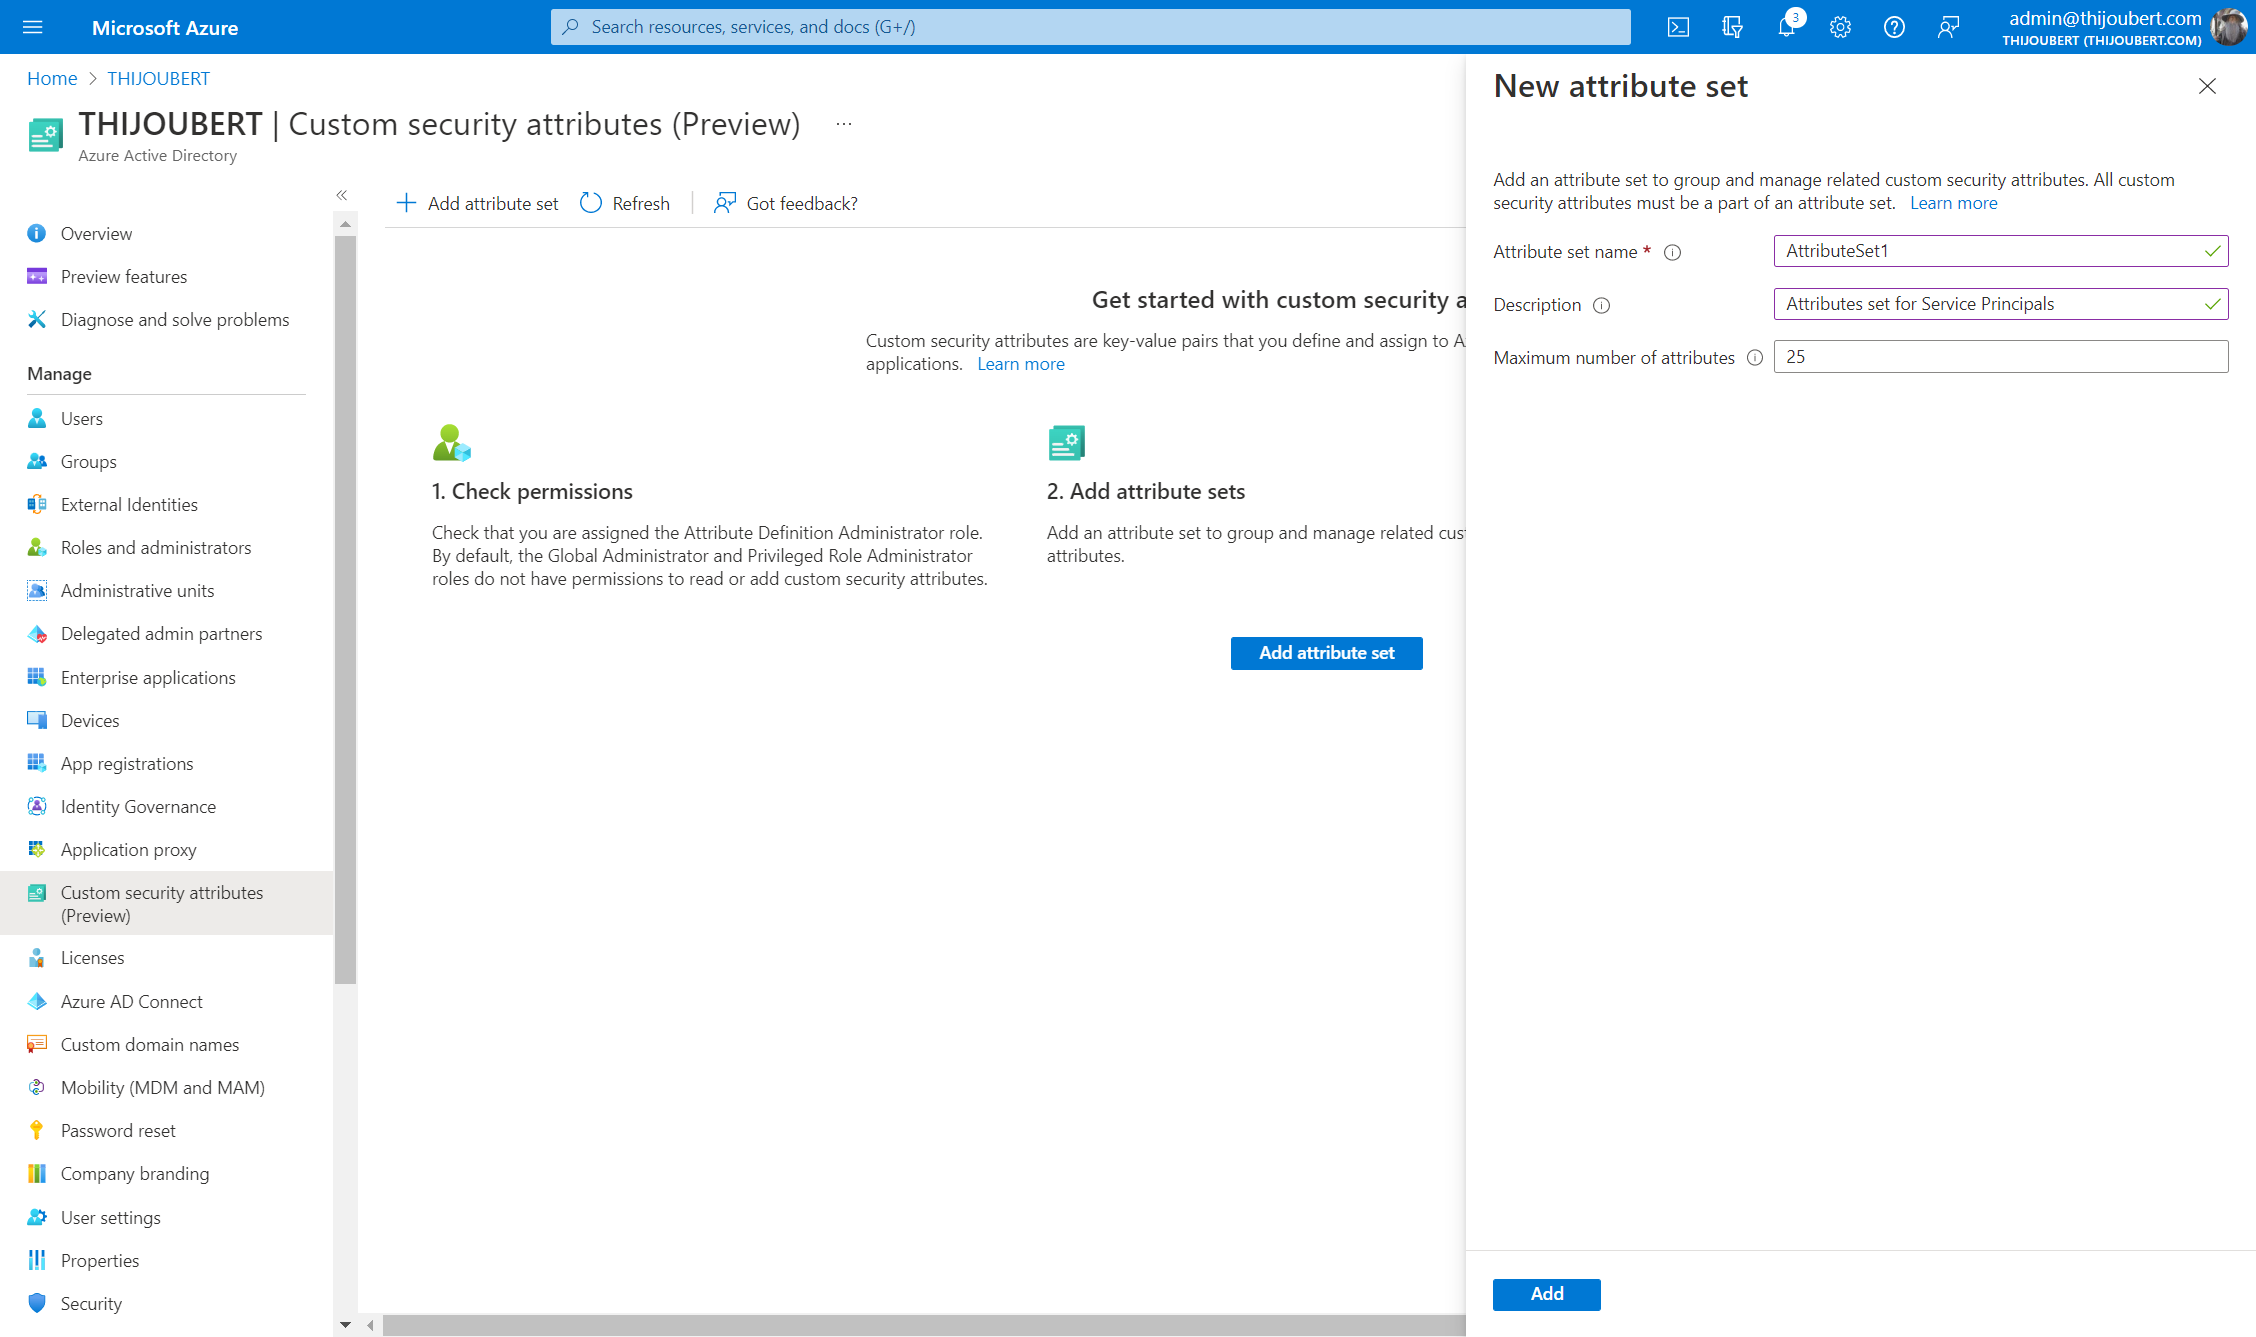 Microsoft Azure
Search resources, services, and docs (G+/)
3
admin@thijoubert.com
THIJOUBERT (THIJOUBERT.COM)
Home > THIJOUBERT
THIJOUBERT | Custom security attributes (Preview) ...
Azure Active Directory
«
Overview
Preview features
Diagnose and solve problems
Manage
Users
Groups
External Identities
Roles and administrators
Administrative units
Delegated admin partners
Enterprise applications
Devices
App registrations
Identity Governance
Application proxy
Custom security attributes
(Preview)
Licenses
Azure AD Connect
Custom domain names
Mobility (MDM and MAM)
Password reset
Company branding
User settings
Properties
Security
+ Add attribute set Refresh | Got feedback?
Get started with custom security a
Custom security attributes are key-value pairs that you define and assign to A
applications. Learn more
1. Check permissions
Check that you are assigned the Attribute Definition Administrator role.
By default, the Global Administrator and Privileged Role Administrator
roles do not have permissions to read or add custom security attributes.
2. Add attribute sets
Add an attribute set to group and manage related cus
attributes.
Add attribute set
New attribute set
Add an attribute set to group and manage related custom security attributes. All custom
security attributes must be a part of an attribute set. Learn more
Attribute set name * AttributeSet1
Description Attributes set for Service Principals
Maximum number of attributes 25
Add